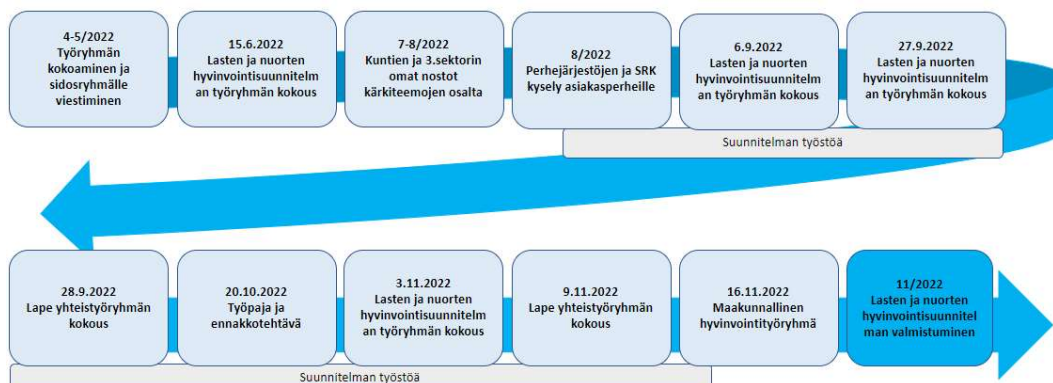 4-5/2022
Työryhmän
kokoaminen ja
sidosryhmälle
viestiminen
15.6.2022
Lasten ja nuorten
hyvinvointisuunnitelm
an työryhmän kokous
7-8/2022
Kuntien ja 3.sektorin
omat nostot
kärkiteemojen osalta
8/2022
Perhejärjestöjen ja SRK
kysely asiakasperheille
6.9.2022
Lasten ja nuorten
hyvinvointisuunnitelm
an työryhmän kokous
27.9.2022
Lasten ja nuorten
hyvinvointisuunnitelm
an työryhmän kokous
Suunnitelman työstöä
28.9.2022
Lape yhteistyöryhmän
kokous
20.10.2022
Työpaja ja
ennakkotehtävä
3.11.2022
Lasten ja nuorten
hyvinvointisuunnitelm
an työryhmän kokous
9.11.2022
Lape yhteistyöryhmän
kokous
16.11.2022
Maakunnallinen
hyvinvointityöryhmä
11/2022
Lasten ja nuorten
hyvinvointisuunnitel
man valmistuminen
Suunnitelman työstöä